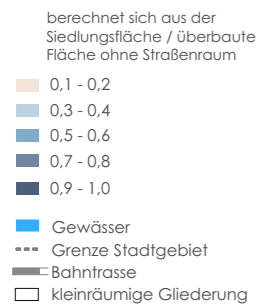 berechnet sich aus der
Siedlungsfläche / überbaute
Fläche ohne Straßenraum
0,1 - 0,2
0,3 - 0,4
0,5 - 0,6
0,7 - 0,8
0,9 - 1,0
Gewässer
Grenze Stadtgebiet
Bahntrasse
kleinräumige Gliederung